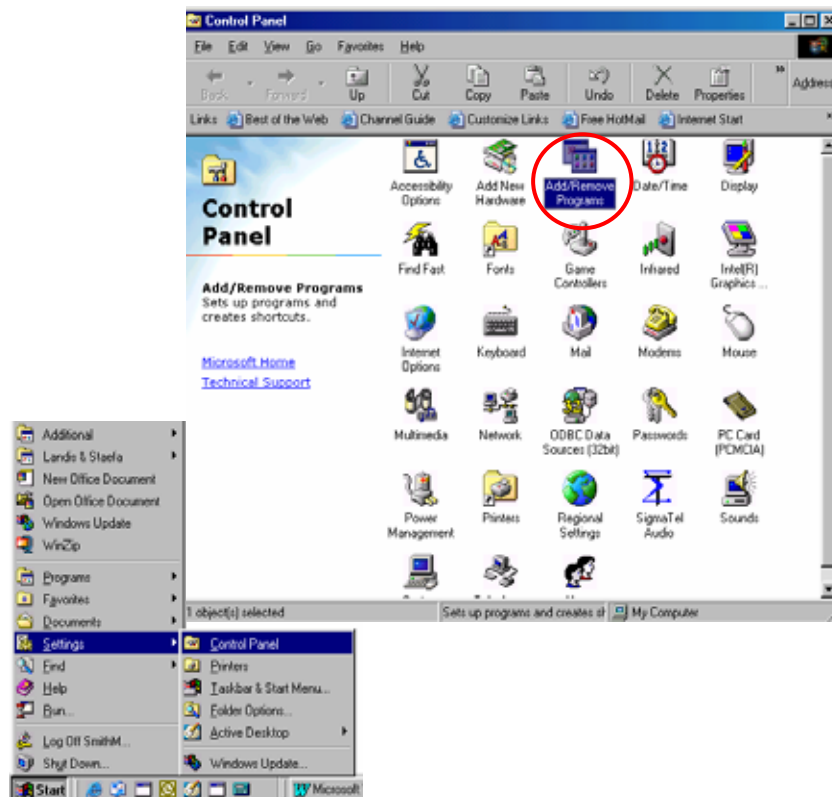 Control Panel
File Edit View Go Favorites Help
Back Forward Up Cut Copy Paste Undo Delete Properties » Address
Links Best of the Web Channel Guide Customize Links Free HotMail Internet Start
Control
Panel
Add/Remove Programs
Sets up programs and
creates shortcuts.
Microsoft Home
Technical Support
Accessibility
Options
Add New
Hardware
Add/Remove
Programs
Date/Time
Display
Find Fast
Fonts
Game
Controllers
Infrared
Intel(R)
Graphics ...
Internet
Options
Keyboard
Mail
Modems
Mouse
Multimedia
Network
ODBC Data
Sources (32bit)
Passwords
PC Card
(PCMCIA)
Power
Management
Printers
Regional
Settings
SigmaTel
Audio
Sounds
1 object(s) selected
Sets up programs and creates sh
My Computer
Additional
Landis & Staefa
New Office Document
Open Office Document
Windows Update
WinZip
Programs
Favorites
Documents
Settings
Find
Help
Run...
Log Off SmithM...
Shut Down...
Control Panel
Printers
Taskbar & Start Menu...
Folder Options...
Active Desktop
Windows Update...
Start
Microsoft